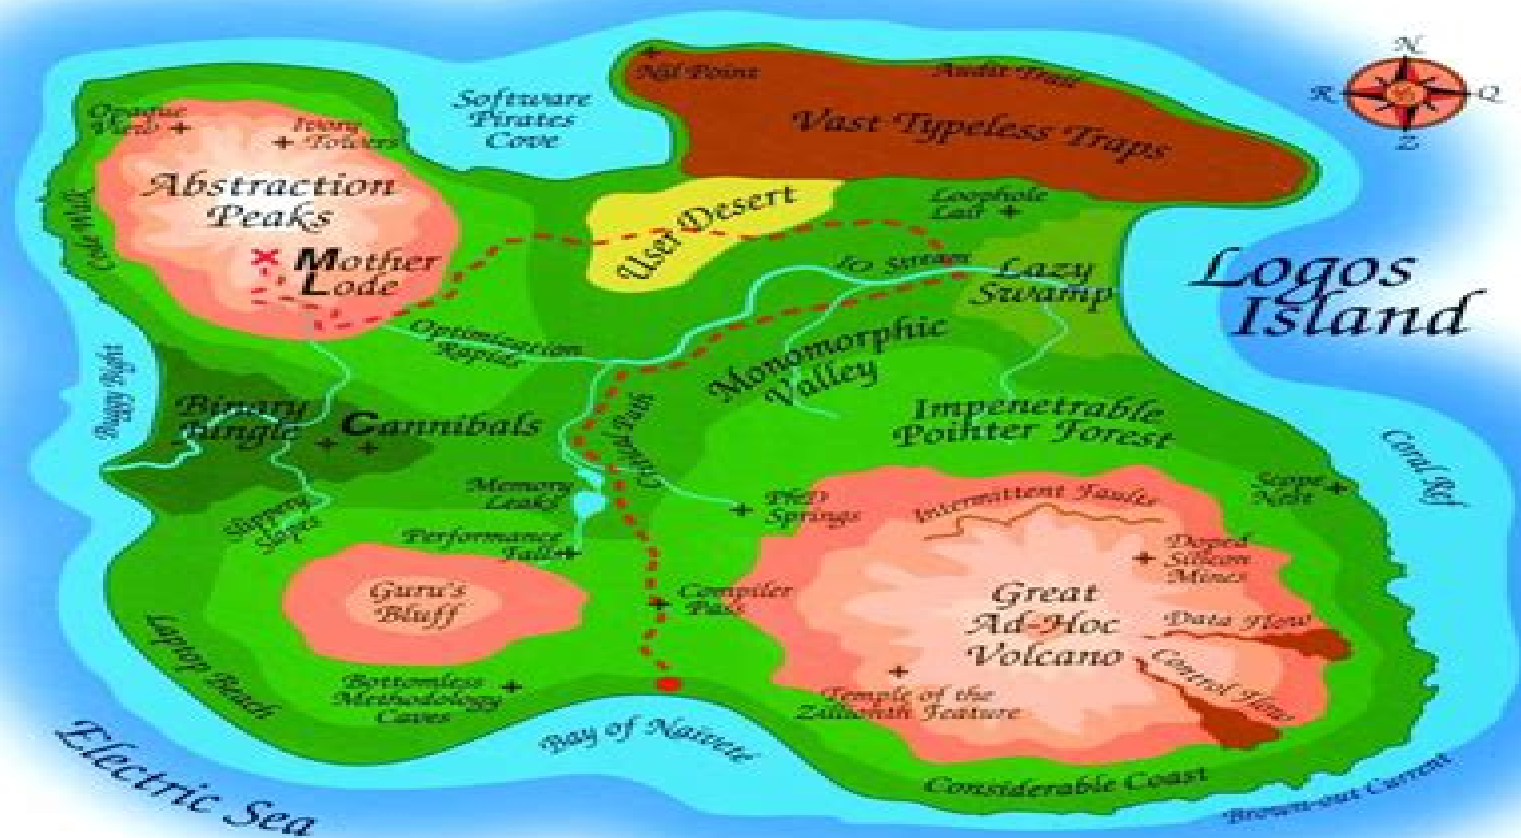 N
R
Q
Z
Nil Point
Audit Trail
Vast Typeless Traps
Software
Pirates
Cove
Opaque
View
Ivory
Towers
Abstraction
Peaks
Code Walk
Mother
Lode
User Desert
Loophole
Lair
I/O Stream
Lazy
Swamp
Logos
Island
Optimization
Rapids
Monomorphic
Valley
Buggy Bight
Binary
Jungle
Cannibals
Critical Path
Impenetrable
Pointer Forest
Coral Ref
Scope
Nest
Memory
Leaks
PhD
Springs
Intermittent Faults
Slippery
Slopes
Performance
Falls
Doped
Silicon
Mines
Guru's
Bluff
Compiler
Pass
Great
Ad-Hoc
Volcano
Data Flow
Control Flow
Laptop Beach
Bottomless
Methodology
Caves
Temple of the
Zillionth Feature
Bay of Naiveté
Electric Sea
Considerable Coast
Brown-out Current